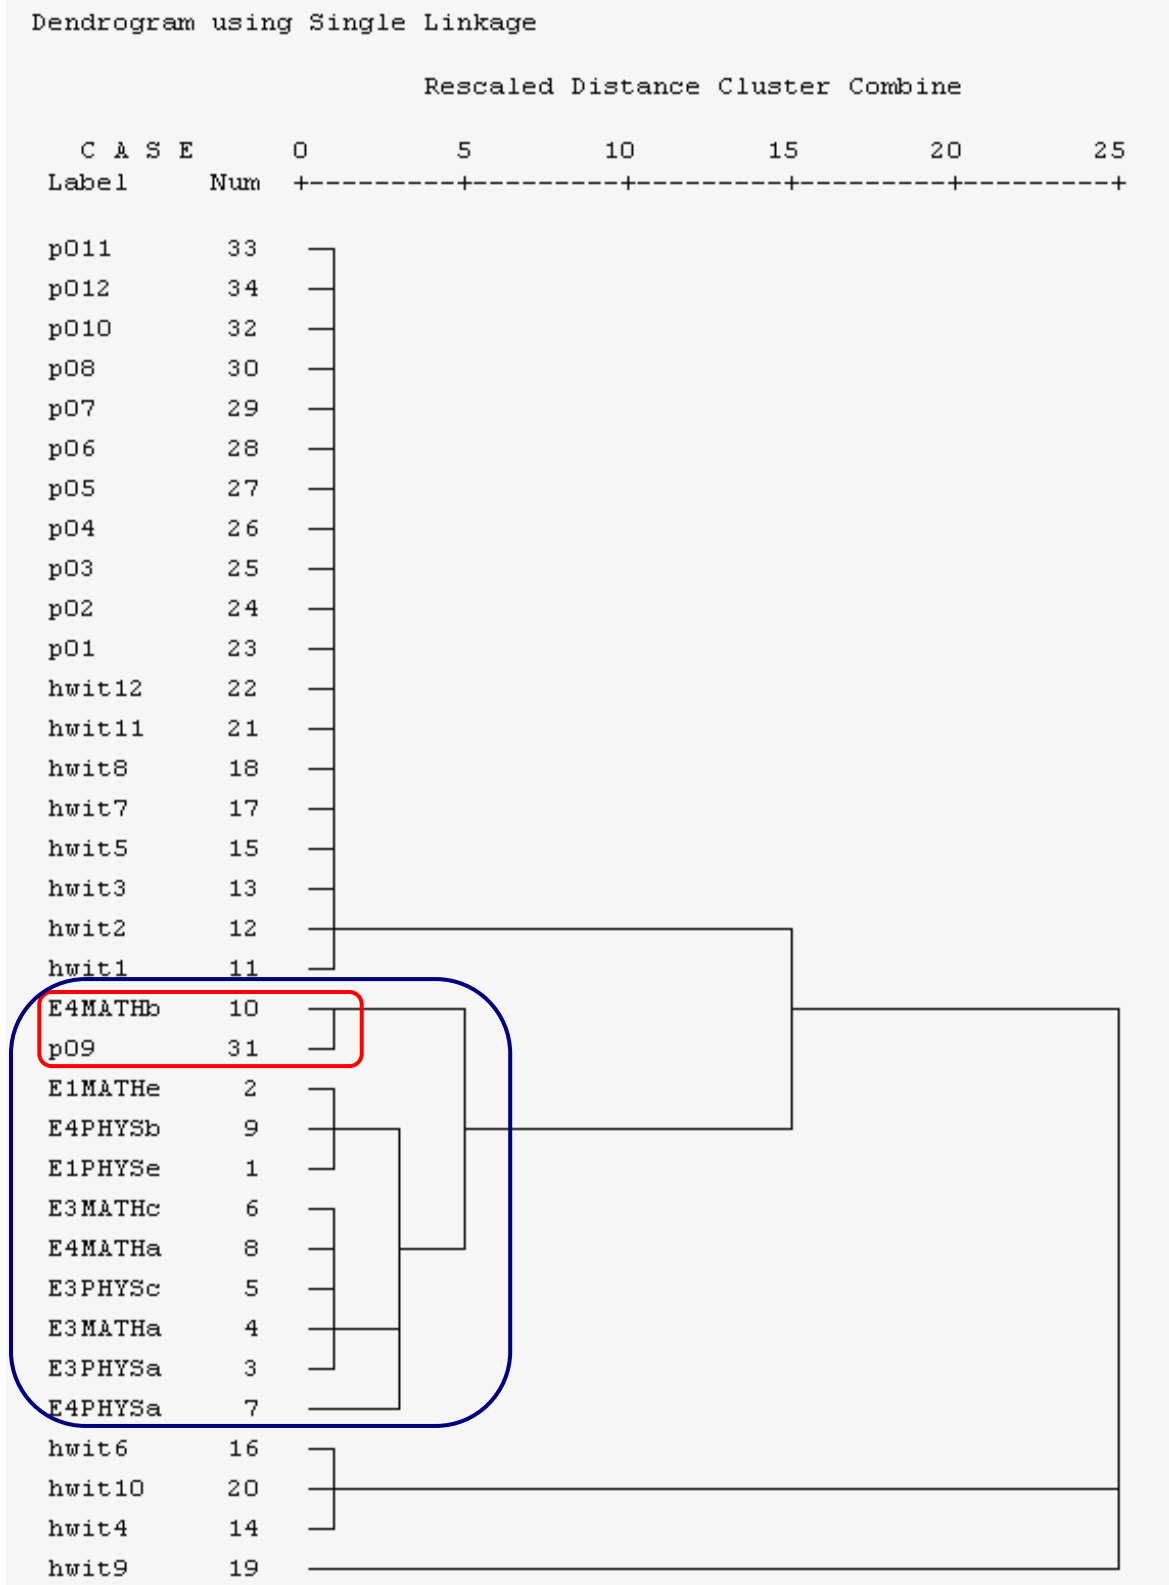 Dendrogram using Single Linkage
Rescaled Distance Cluster Combine
C A S E 0 5 10 15 20 25
Label Num +---------+---------+---------+---------+---------+
p011 33
p012 34
p010 32
p08 30
p07 29
p06 28
p05 27
p04 26
p03 25
p02 24
p01 23
hwit12 22
hwit11 21
hwit8 18
hwit7 17
hwit5 15
hwit3 13
hwit2 12
hwit1 11
E4MATHb 10
p09 31
E1MATHe 2
E4PHYSb 9
E1PHYSe 1
E3MATHc 6
E4MATHa 8
E3PHYSc 5
E3MATHa 4
E3PHYSa 3
E4PHYSa 7
hwit6 16
hwit10 20
hwit4 14
hwit9 19